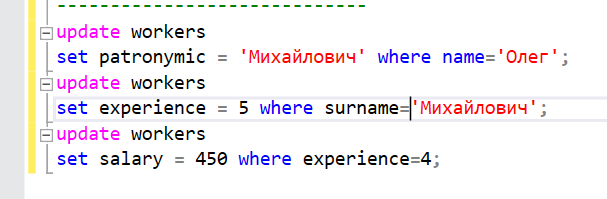 ----------------------------
update workers
set patronymic = 'Михайлович' where name='Олег';
update workers
set experience = 5 where surname='Михайлович';
update workers
set salary = 450 where experience=4;